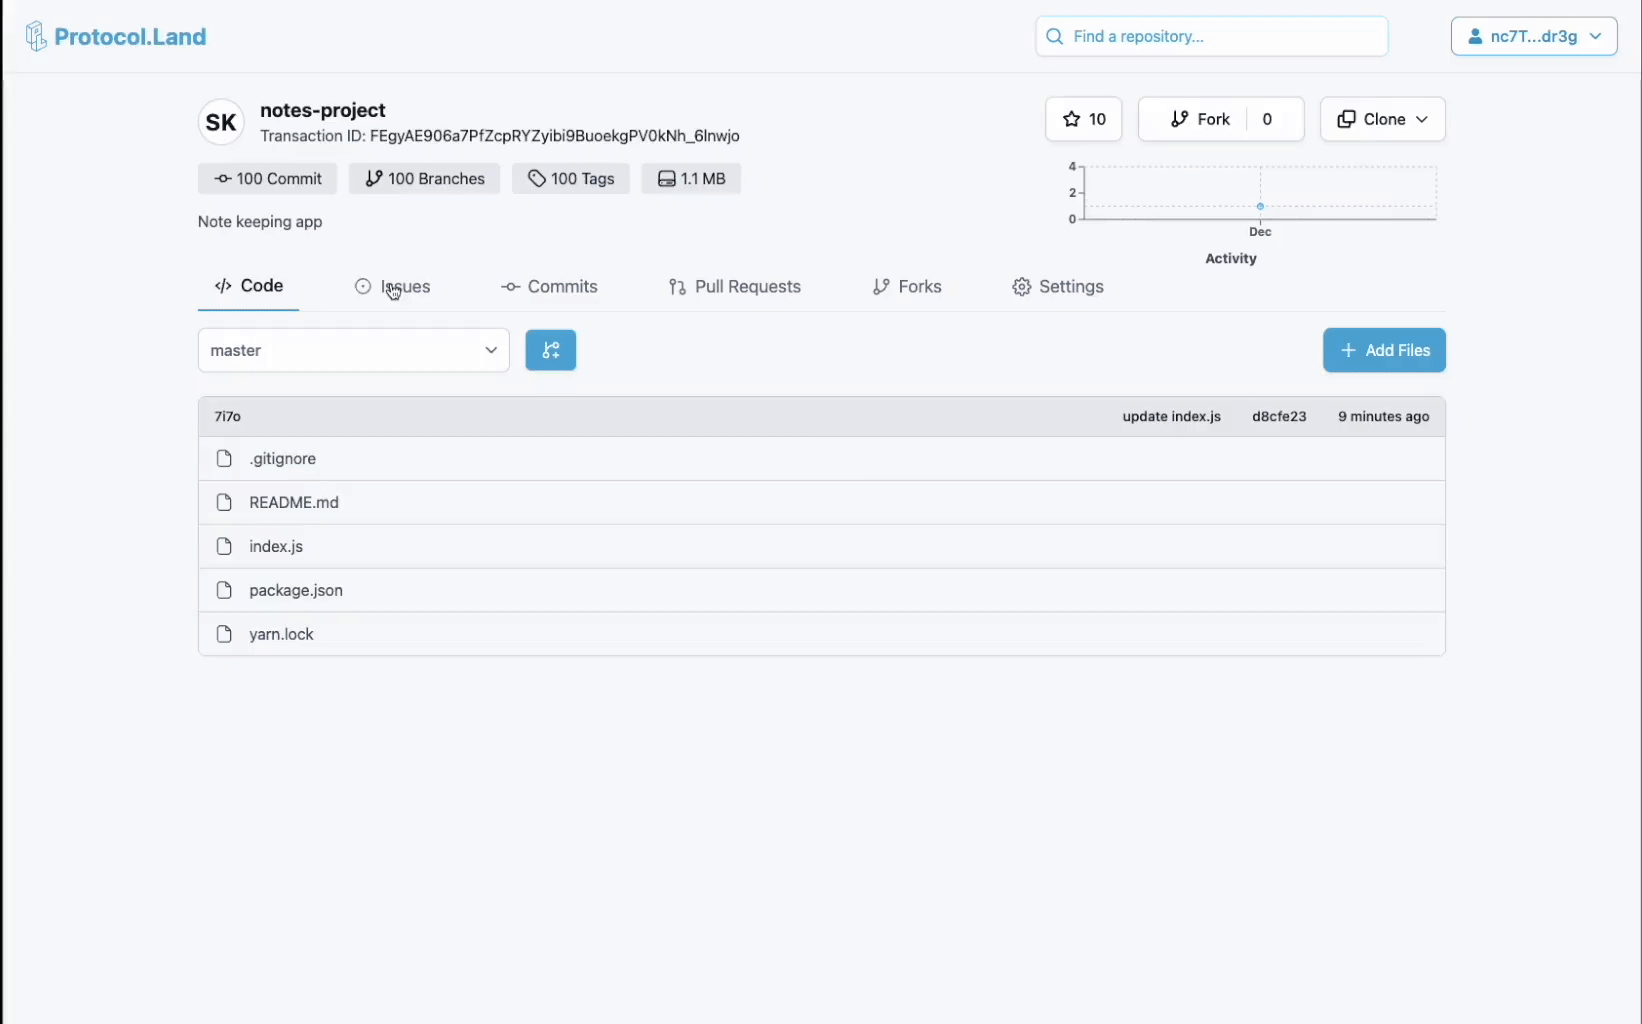 Protocol.Land
Find a repository...
nc7T...dr3g
SK
notes-project
Transaction ID: FEgyAE906a7PfZcpRYZyibi9BuoekgPV0kNh_6lnwjo
10
Fork 0
Clone
100 Commit
100 Branches
100 Tags
1.1 MB
4
2
0
Dec
Activity
Note keeping app
Code
Issues
Commits
Pull Requests
Forks
Settings
master
Add Files
7i7o update index.js d8cfe23 9 minutes ago
.gitignore
README.md
index.js
package.json
yarn.lock